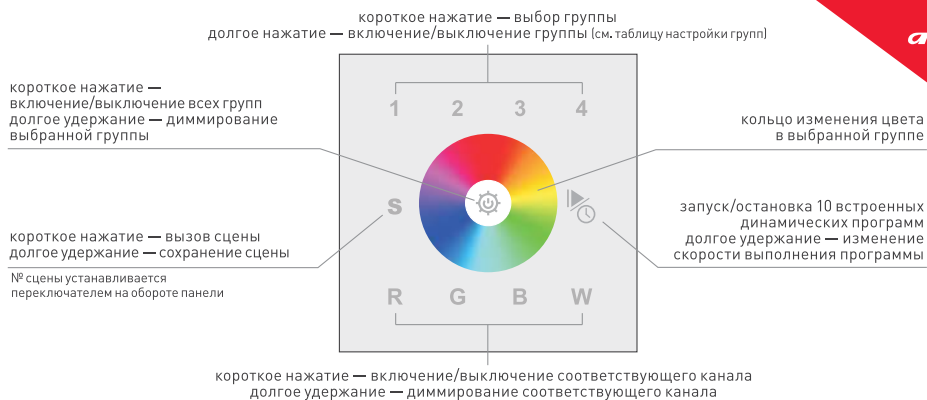 короткое нажатие — выбор группы
долгое нажатие — включение/выключение группы (см. таблицу настройки групп)
короткое нажатие —
включение/выключение всех групп
долгое удержание — диммирование
выбранной группы
1 2 3 4
кольцо изменения цвета
в выбранной группе
S
короткое нажатие — вызов сцены
долгое удержание — сохранение сцены
№ сцены устанавливается
переключателем на обороте панели
запуск/остановка 10 встроенных
динамических программ
долгое удержание — изменение
скорости выполнения программы
R G B W
короткое нажатие — включение/выключение соответствующего канала
долгое удержание — диммирование соответствующего канала